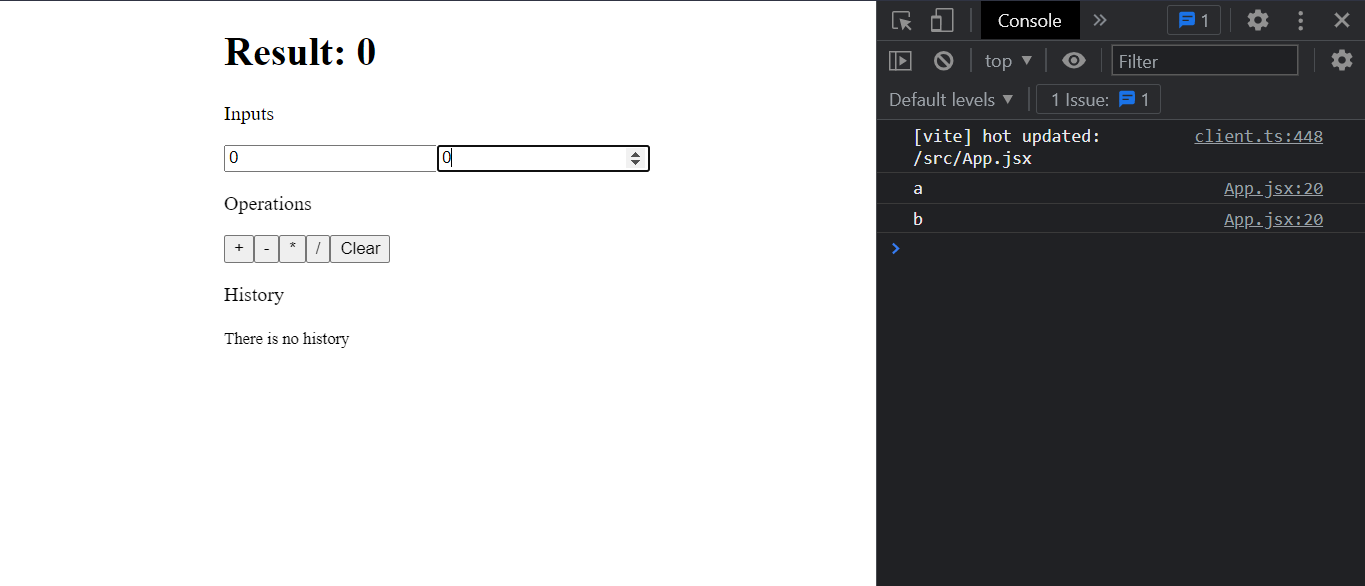 Result: 0
Inputs
0 0
Operations
+ - * / Clear
History
There is no history
Console 1
top Filter
Default levels 1 Issue: 1
[vite] hot updated: client.ts:448
/src/App.jsx
a App.jsx:20
b App.jsx:20